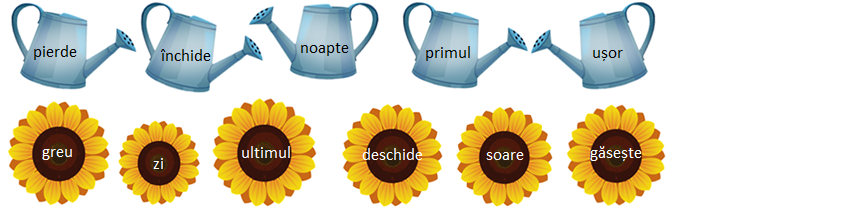 pierde închide noapte primul ușor
greu zi ultimul deschide soare găsește